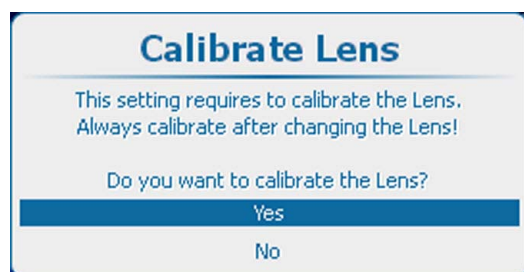 Calibrate Lens
This setting requires to calibrate the Lens.
Always calibrate after changing the Lens!
Do you want to calibrate the Lens?
Yes
No